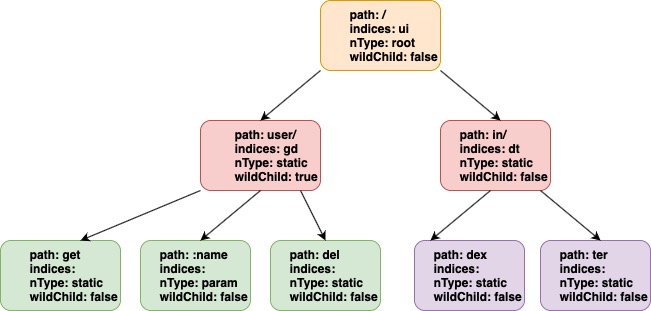 path: /
indices: ui
nType: root
wildChild: false
path: user/
indices: gd
nType: static
wildChild: true
path: in/
indices: dt
nType: static
wildChild: false
path: get
indices:
nType: static
wildChild: false
path: :name
indices:
nType: param
wildChild: false
path: del
indices:
nType: static
wildChild: false
path: dex
indices:
nType: static
wildChild: false
path: ter
indices:
nType: static
wildChild: false